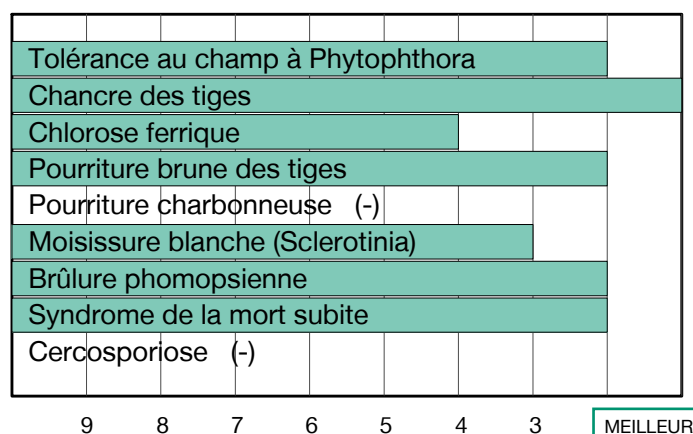 Tolérance au champ à Phytophthora
Chancre des tiges
Chlorose ferrique
Pourriture brune des tiges
Pourriture charbonneuse (-)
Moisissure blanche (Sclerotinia)
Brûlure phomopsienne
Syndrome de la mort subite
Cercosporiose (-)
9 8 7 6 5 4 3 MEILLEUR